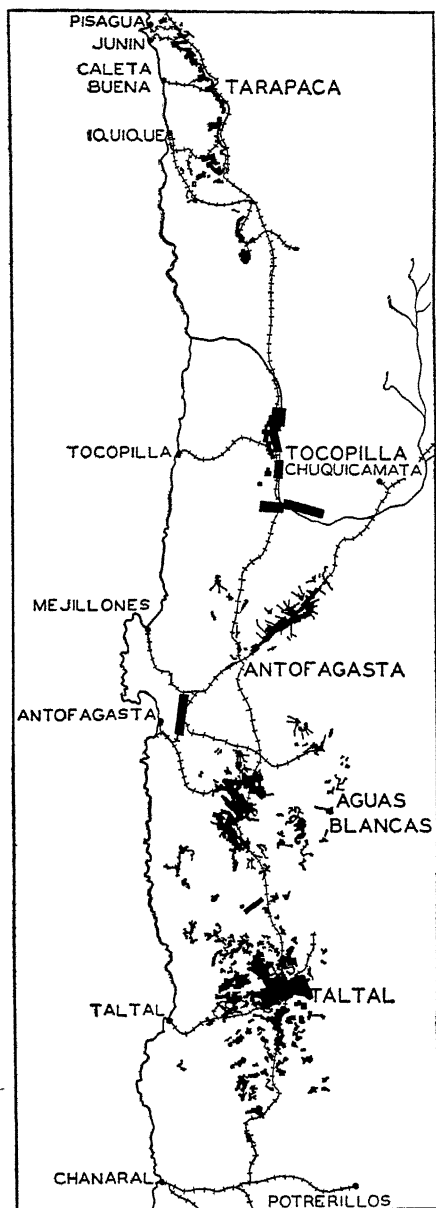 PISAGUA
JUNIN
CALETA
BUENA
TARAPACA
IQUIQUE
TOCOPILLA
TOCOPILLA
CHUQUICAMATA
MEJILLONES
ANTOFAGASTA
ANTOFAGASTA
AGUAS
BLANCAS
TALTAL
TALTAL
CHANARAL
POTRERILLOS